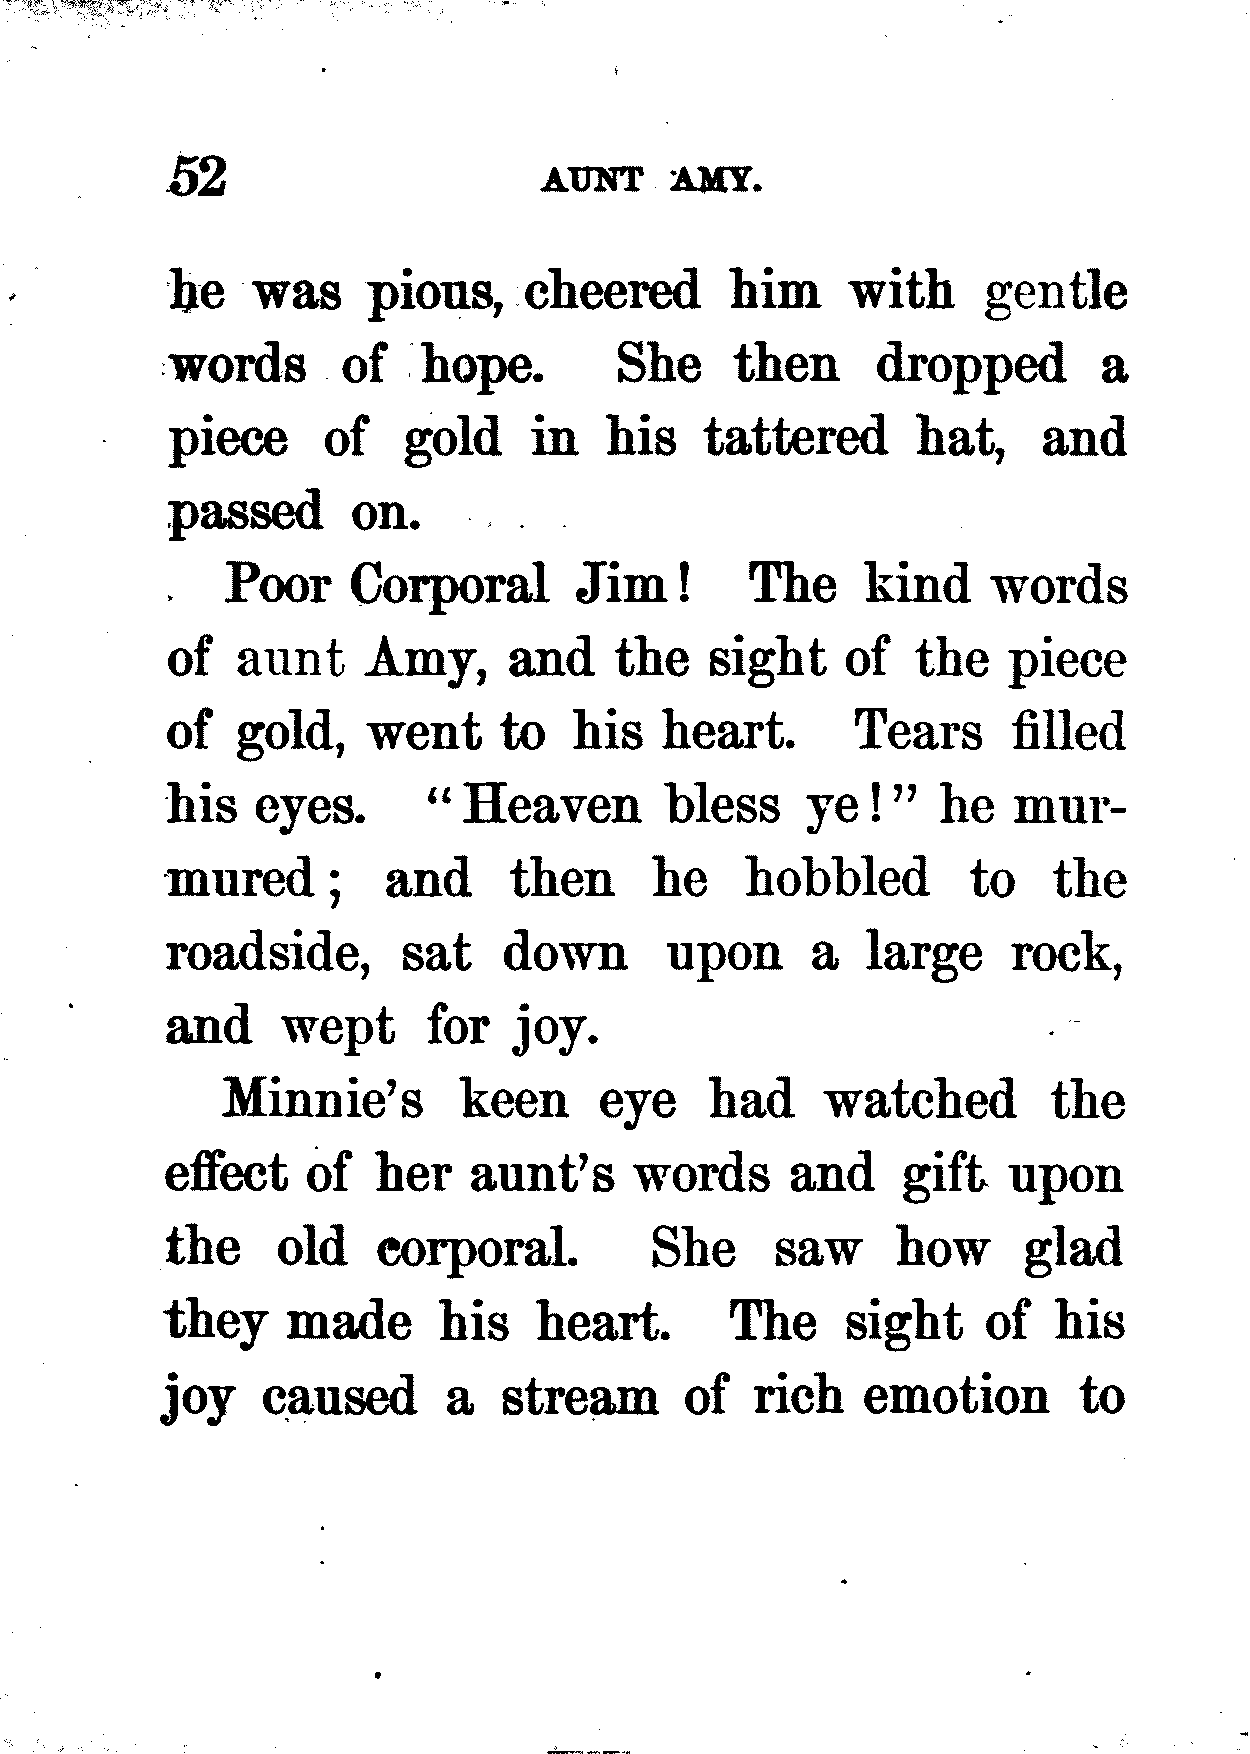 52 AUNT AMY.
he was pious, cheered him with gentle
words of hope. She then dropped a
piece of gold in his tattered hat, and
passed on.
Poor Corporal Jim! The kind words
of aunt Amy, and the sight of the piece
of gold, went to his heart. Tears filled
his eyes. "Heaven bless ye!" he mur-
mured; and then he hobbled to the
roadside, sat down upon a large rock,
and wept for joy.
Minnie's keen eye had watched the
effect of her aunt's words and gift upon
the old corporal. She saw how glad
they made his heart. The sight of his
joy caused a stream of rich emotion to